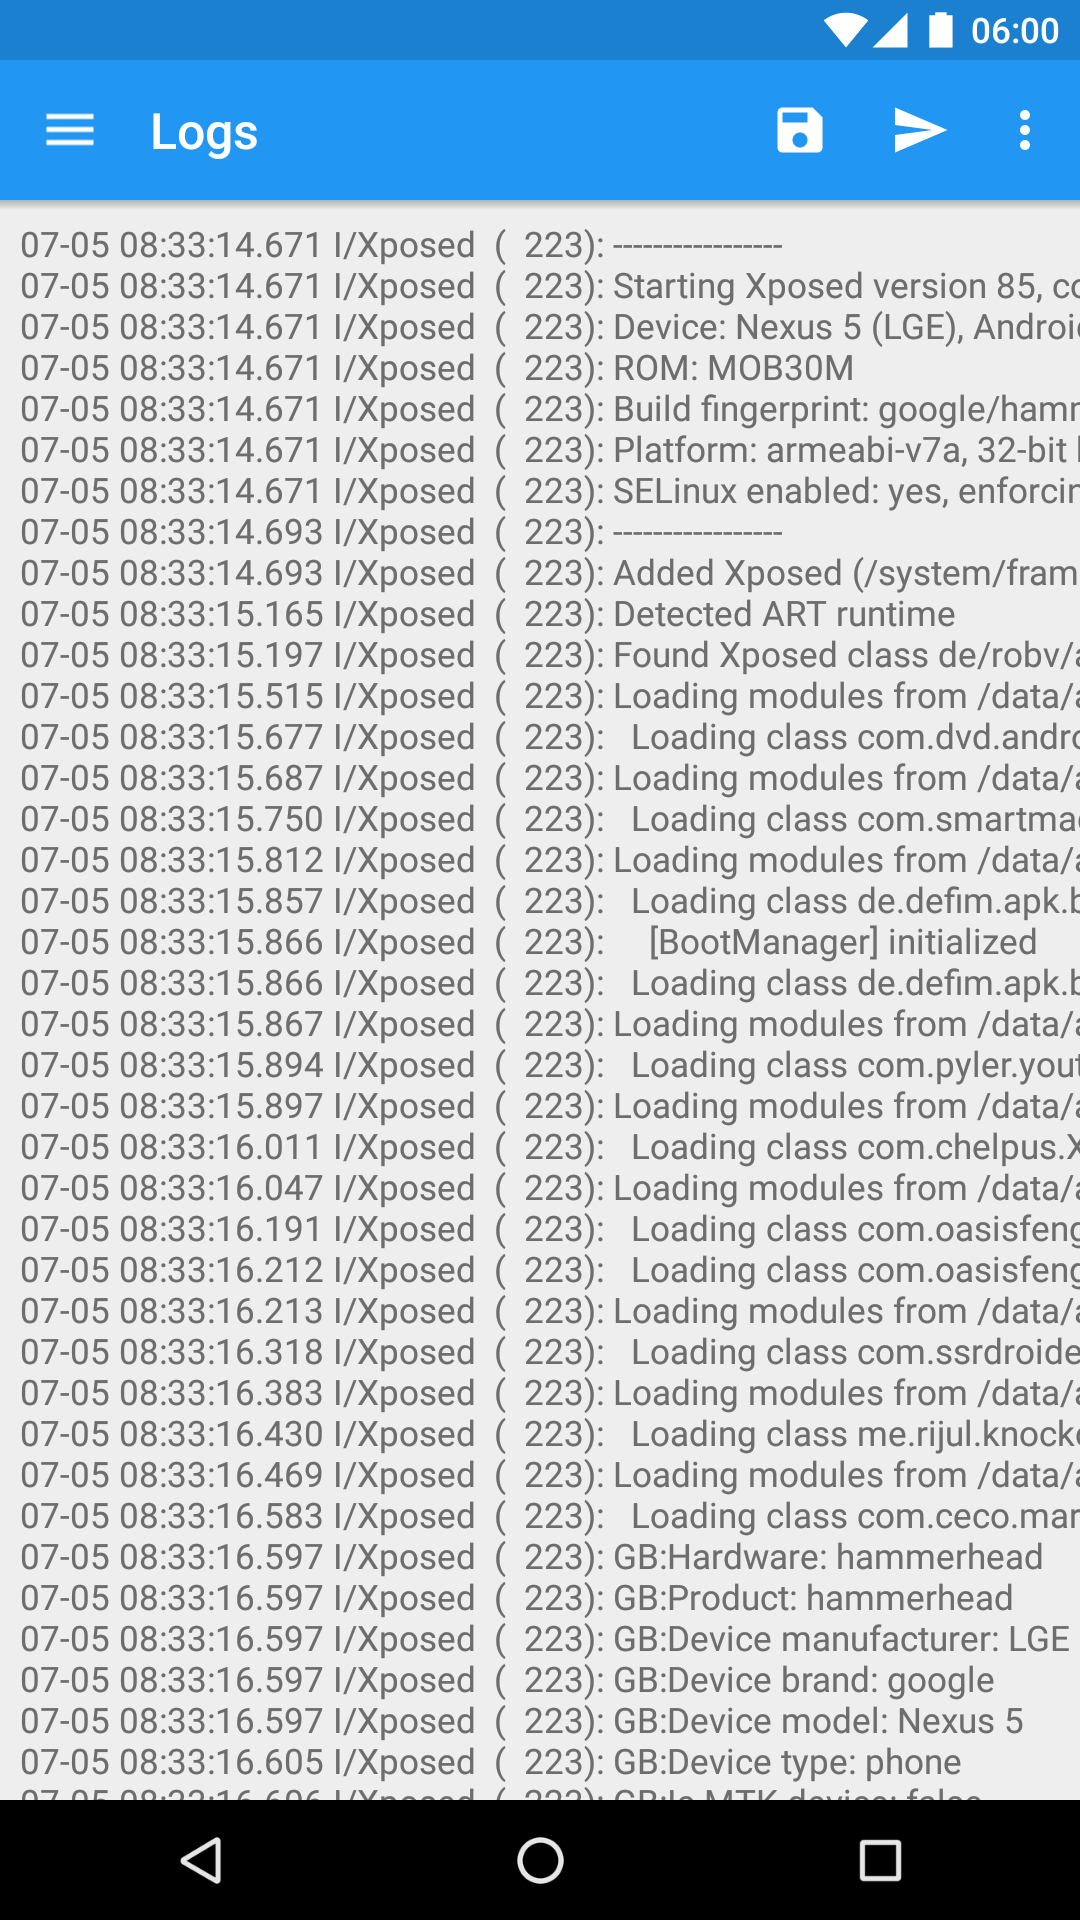 06:00
Logs
07-05 08:33:14.671 I/Xposed  (  223): -----------------
07-05 08:33:14.671 I/Xposed  (  223): Starting Xposed version 85, co
07-05 08:33:14.671 I/Xposed  (  223): Device: Nexus 5 (LGE), Androi
07-05 08:33:14.671 I/Xposed  (  223): ROM: MOB30M
07-05 08:33:14.671 I/Xposed  (  223): Build fingerprint: google/hamm
07-05 08:33:14.671 I/Xposed  (  223): Platform: armeabi-v7a, 32-bit
07-05 08:33:14.671 I/Xposed  (  223): SELinux enabled: yes, enforcin
07-05 08:33:14.693 I/Xposed  (  223): -----------------
07-05 08:33:14.693 I/Xposed  (  223): Added Xposed (/system/fram
07-05 08:33:15.165 I/Xposed  (  223): Detected ART runtime
07-05 08:33:15.197 I/Xposed  (  223): Found Xposed class de/robv/a
07-05 08:33:15.515 I/Xposed  (  223): Loading modules from /data/a
07-05 08:33:15.677 I/Xposed  (  223):   Loading class com.dvd.andro
07-05 08:33:15.687 I/Xposed  (  223): Loading modules from /data/a
07-05 08:33:15.750 I/Xposed  (  223):   Loading class com.smartmad
07-05 08:33:15.812 I/Xposed  (  223): Loading modules from /data/a
07-05 08:33:15.857 I/Xposed  (  223):   Loading class de.defim.apk.b
07-05 08:33:15.866 I/Xposed  (  223):     [BootManager] initialized
07-05 08:33:15.866 I/Xposed  (  223):   Loading class de.defim.apk.b
07-05 08:33:15.867 I/Xposed  (  223): Loading modules from /data/a
07-05 08:33:15.894 I/Xposed  (  223):   Loading class com.pyler.yout
07-05 08:33:15.897 I/Xposed  (  223): Loading modules from /data/a
07-05 08:33:16.011 I/Xposed  (  223):   Loading class com.chelpus.X
07-05 08:33:16.047 I/Xposed  (  223): Loading modules from /data/a
07-05 08:33:16.191 I/Xposed  (  223):   Loading class com.oasisfeng
07-05 08:33:16.212 I/Xposed  (  223):   Loading class com.oasisfeng
07-05 08:33:16.213 I/Xposed  (  223): Loading modules from /data/a
07-05 08:33:16.318 I/Xposed  (  223):   Loading class com.ssrdroide
07-05 08:33:16.383 I/Xposed  (  223): Loading modules from /data/a
07-05 08:33:16.430 I/Xposed  (  223):   Loading class me.rijul.knockc
07-05 08:33:16.469 I/Xposed  (  223): Loading modules from /data/a
07-05 08:33:16.583 I/Xposed  (  223):   Loading class com.ceco.mar
07-05 08:33:16.597 I/Xposed  (  223): GB:Hardware: hammerhead
07-05 08:33:16.597 I/Xposed  (  223): GB:Product: hammerhead
07-05 08:33:16.597 I/Xposed  (  223): GB:Device manufacturer: LGE
07-05 08:33:16.597 I/Xposed  (  223): GB:Device brand: google
07-05 08:33:16.597 I/Xposed  (  223): GB:Device model: Nexus 5
07-05 08:33:16.605 I/Xposed  (  223): GB:Device type: phone
07-05 08:33:16.606 I/Xposed  (  223): GB:Is MTK device: false